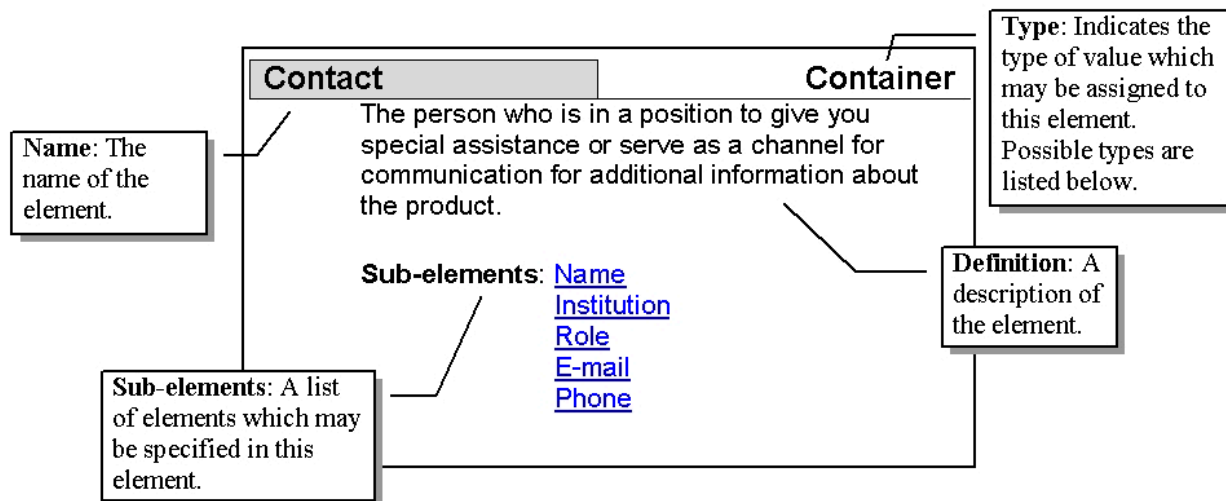 Contact
Container
The person who is in a position to give you
special assistance or serve as a channel for
communication for additional information about
the product.
Sub-elements: Name
Institution
Role
E-mail
Phone
Name: The
name of the
element.
Type: Indicates the
type of value which
may be assigned to
this element.
Possible types are
listed below.
Definition: A
description of
the element.
Sub-elements: A list
of elements which may
be specified in this
element.